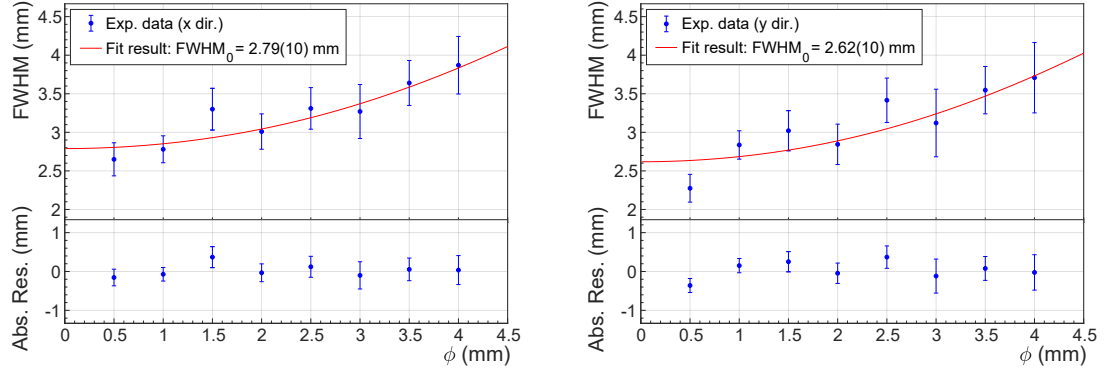 Exp. data (x dir.)
Fit result: FWHM_0 = 2.79(10) mm
FWHM (mm)
4.5
4
3.5
3
2.5
2
Abs. Res. (mm)
1
0
-1
0 0.5 1 1.5 2 2.5 3 3.5 4 4.5
ϕ (mm)
Exp. data (y dir.)
Fit result: FWHM_0 = 2.62(10) mm
FWHM (mm)
4.5
4
3.5
3
2.5
2
Abs. Res. (mm)
1
0
-1
0 0.5 1 1.5 2 2.5 3 3.5 4 4.5
ϕ (mm)